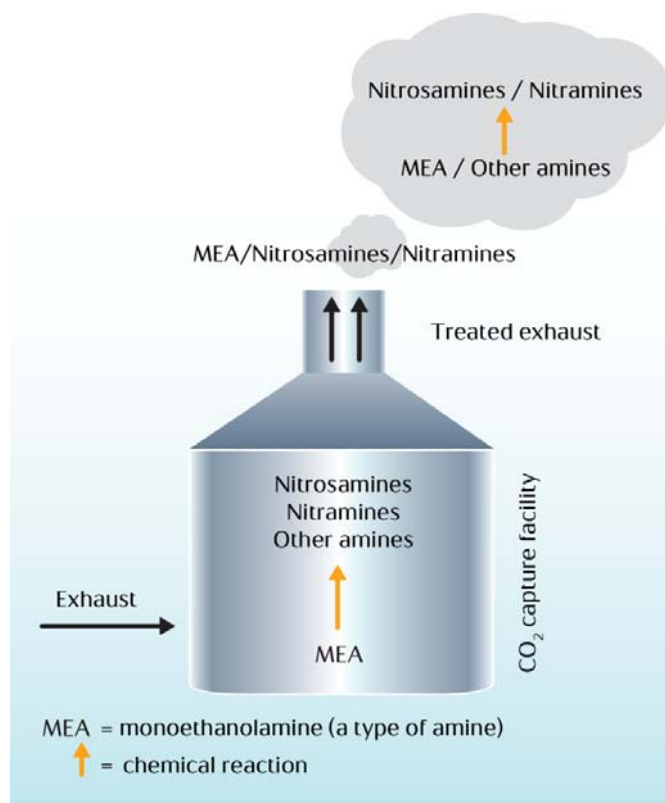 Nitrosamines / Nitramines
MEA / Other amines
MEA/Nitrosamines/Nitramines
Treated exhaust
Nitrosamines
Nitramines
Other amines
CO₂ capture facility
Exhaust
MEA
MEA = monoethanolamine (a type of amine)
= chemical reaction